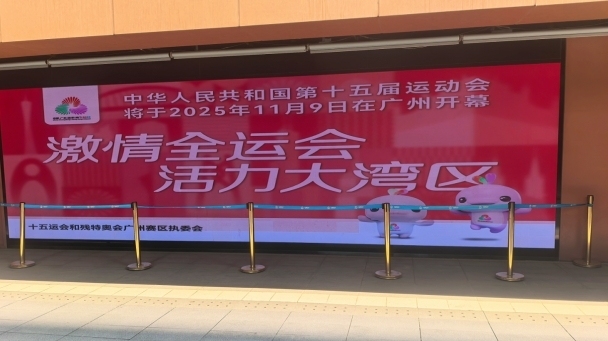 中华人民共和国第十五届运动会
将于2025年11月9日在广州开幕
激情全运会
活力大湾区
十五运会和残特奥会广州赛区执委会